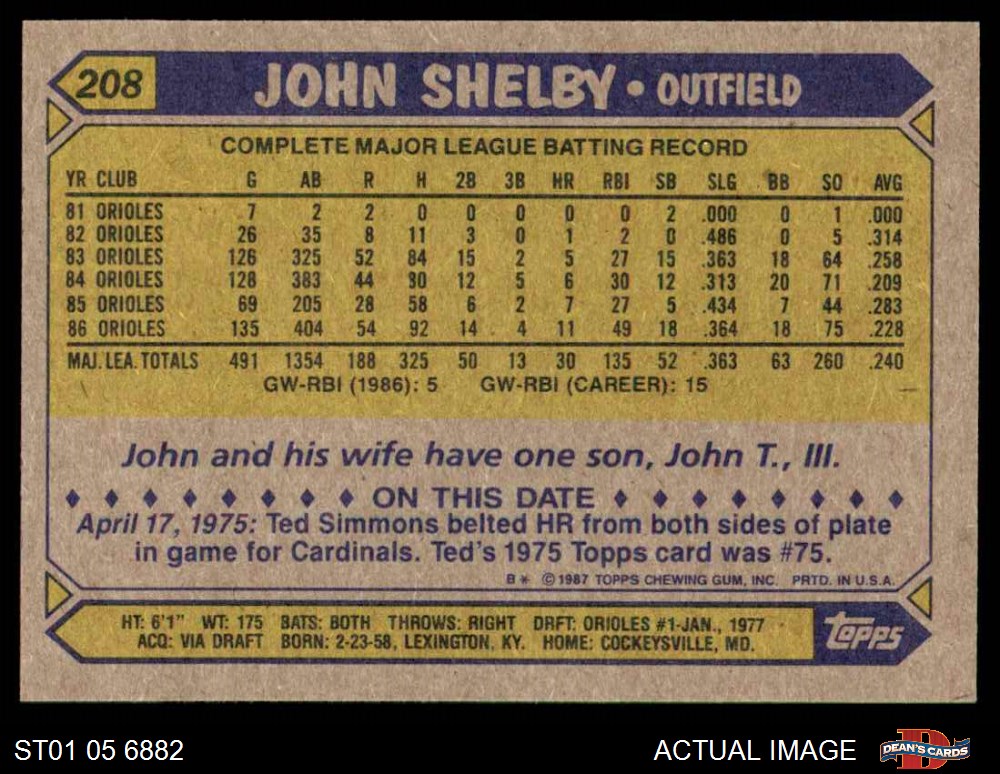 208 JOHN SHELBY • OUTFIELD
COMPLETE MAJOR LEAGUE BATTING RECORD
YR CLUB G AB R H 2B 3B HR RBI SB SLG BB SO AVG
81 ORIOLES 7 2 2 0 0 0 0 0 2 .000 0 1 .000
82 ORIOLES 26 35 8 11 3 0 1 2 0 .486 0 5 .314
83 ORIOLES 126 325 52 84 15 2 5 27 15 .363 18 64 .258
84 ORIOLES 128 383 44 80 12 5 6 30 12 .313 20 71 .209
85 ORIOLES 69 205 28 58 6 2 7 27 5 .434 7 44 .283
86 ORIOLES 135 404 54 92 14 4 11 49 18 .364 18 75 .228
MAJ. LEA. TOTALS 491 1354 188 325 50 13 30 135 52 .363 63 260 .240
GW-RBI (1986): 5 GW-RBI (CAREER): 15
John and his wife have one son, John T., III.
ON THIS DATE
April 17, 1975: Ted Simmons belted HR from both sides of plate
in game for Cardinals. Ted's 1975 Topps card was #75.
B* ©1987 TOPPS CHEWING GUM, INC. PRTD. IN U.S.A.
HT: 6'1" WT: 175 BATS: BOTH THROWS: RIGHT DRFT: ORIOLES #1-JAN., 1977
ACQ: VIA DRAFT BORN: 2-23-58, LEXINGTON, KY. HOME: COCKEYSVILLE, MD.
topps
ST01 05 6882 ACTUAL IMAGE DEAN'S CARDS